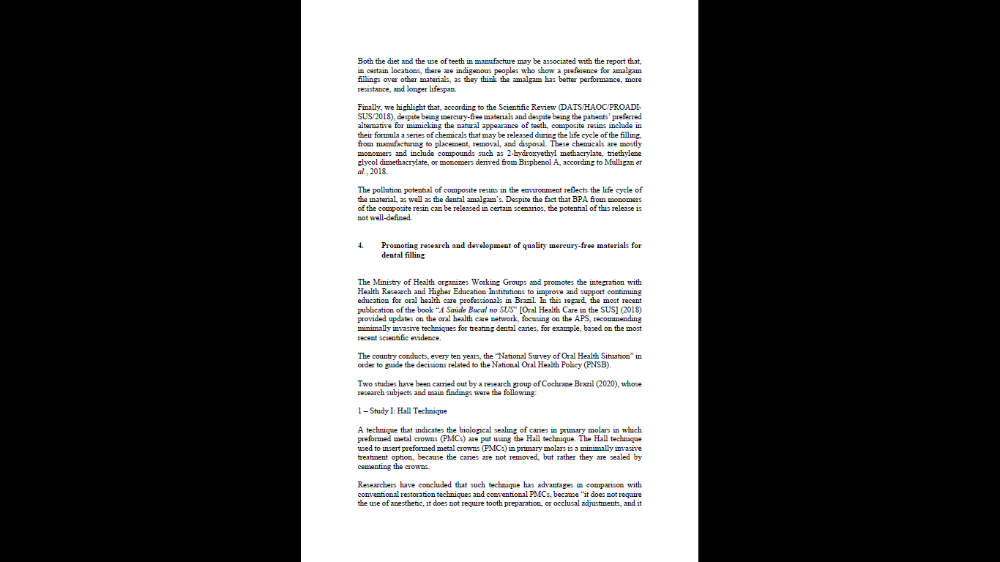 Both the diet and the use of teeth in manufacture may be associated with the report that,
in certain locations, there are indigenous peoples who show a preference for amalgam
fillings over other materials, as they think the amalgam has better performance, more
resistance, and longer lifespan.
Finally, we highlight that, according to the Scientific Review (DATS/HAOC/PROADI-
SUS/2018), despite being mercury-free materials and despite being the patients' preferred
alternative for mimicking the natural appearance of teeth, composite resins include in
their formula a series of chemicals that may be released during the life cycle of the filling,
from manufacturing to placement, removal, and disposal. These chemicals are mostly
monomers and include compounds such as 2-hydroxyethyl methacrylate, triethylene
glycol dimethacrylate, or monomers derived from Bisphenol A, according to Mulligan et
al., 2018.
The pollution potential of composite resins in the environment reflects the life cycle of
the material, as well as the dental amalgam's. Despite the fact that BPA from monomers
of the composite resin can be released in certain scenarios, the potential of this release is
not well-defined.
4. Promoting research and development of quality mercury-free materials for
dental filling
The Ministry of Health organizes Working Groups and promotes the integration with
Health Research and Higher Education Institutions to improve and support continuing
education for oral health care professionals in Brazil. In this regard, the most recent
publication of the book “A Saúde Bucal no SUS” [Oral Health Care in the SUS] (2018)
provided updates on the oral health care network, focusing on the APS, recommending
minimally invasive techniques for treating dental caries, for example, based on the most
recent scientific evidence.
The country conducts, every ten years, the “National Survey of Oral Health Situation” in
order to guide the decisions related to the National Oral Health Policy (PNSB).
Two studies have been carried out by a research group of Cochrane Brazil (2020), whose
research subjects and main findings were the following:
1 – Study I: Hall Technique
A technique that indicates the biological sealing of caries in primary molars in which
preformed metal crowns (PMCs) are put using the Hall technique. The Hall technique
used to insert preformed metal crowns (PMCs) in primary molars is a minimally invasive
treatment option, because the caries are not removed, but rather they are sealed by
cementing the crowns.
Researchers have concluded that such technique has advantages in comparison with
conventional restoration techniques and conventional PMCs, because “it does not require
the use of anesthetic, it does not require tooth preparation, or occlusal adjustments, and it